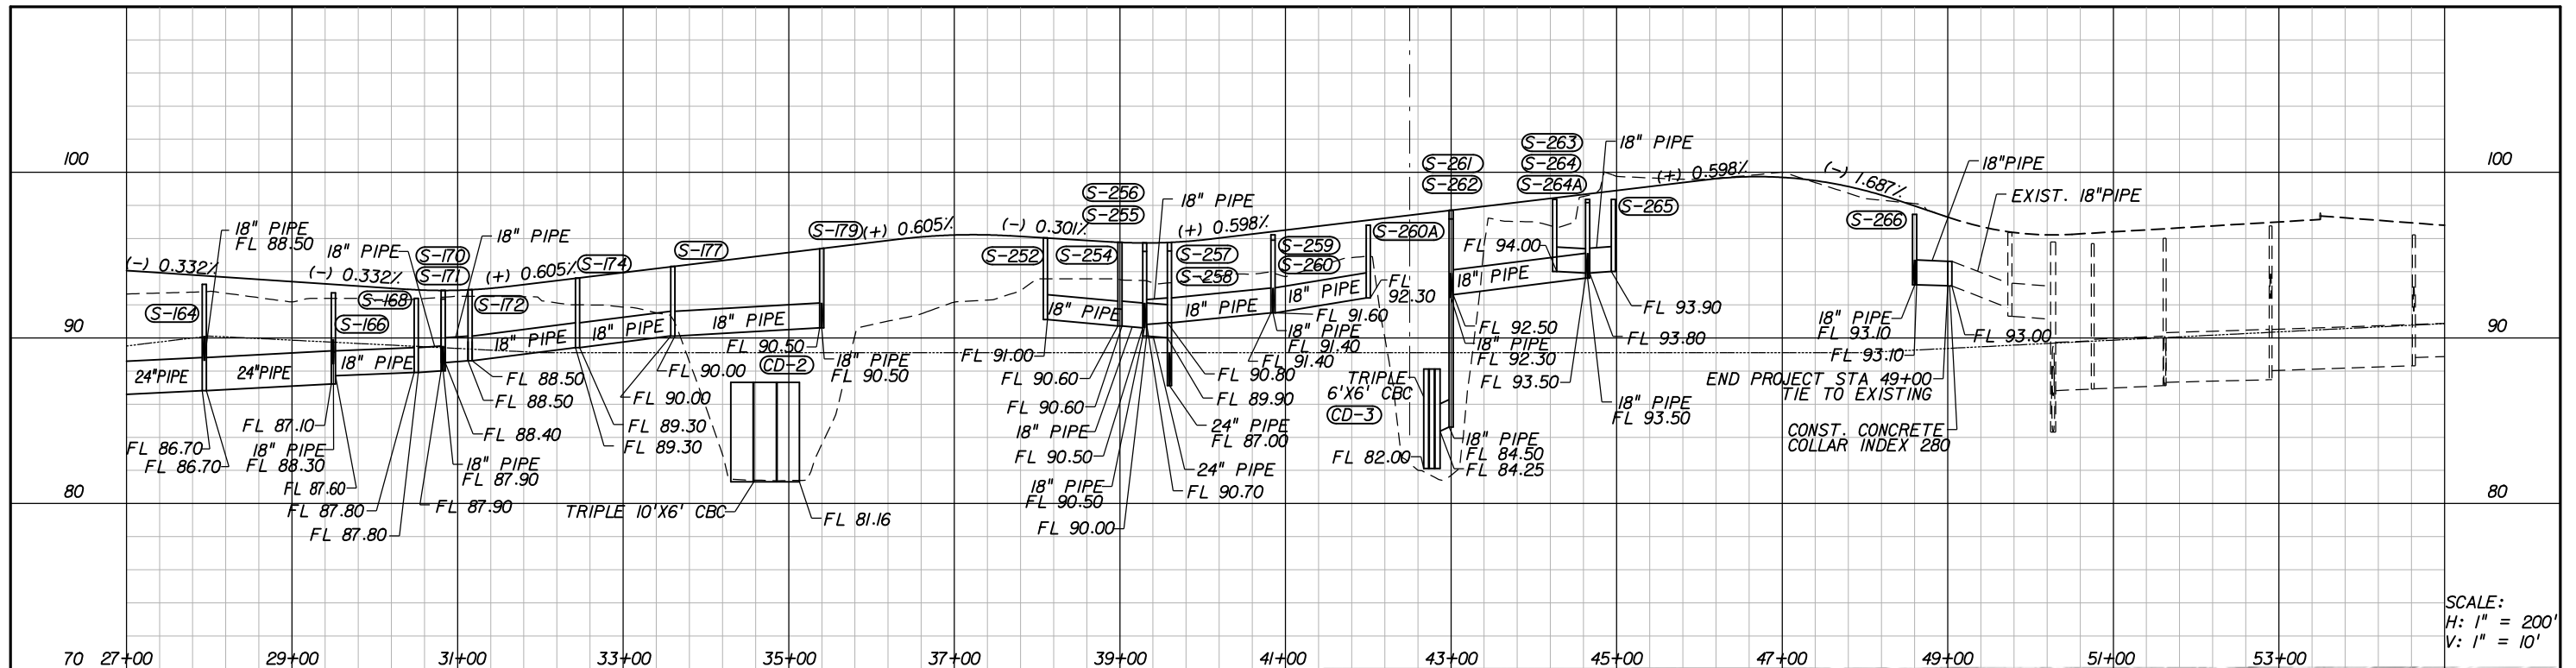 100
90
80
70
27+00
29+00
31+00
33+00
35+00
37+00
39+00
41+00
43+00
45+00
47+00
49+00
51+00
53+00
100
90
80
(-) 0.332%
18" PIPE
FL 88.50
S-164
24"PIPE
24"PIPE
FL 86.70
FL 86.70
18" PIPE
(-) 0.332%
S-166
18" PIPE
FL 87.10
18" PIPE
FL 88.30
FL 87.60
FL 87.80
FL 87.80
S-168
S-170
S-171
18" PIPE
(+) 0.605%
S-172
18" PIPE
FL 88.50
FL 88.50
FL 88.40
18" PIPE
FL 87.90
FL 87.90
S-174
18" PIPE
FL 89.30
FL 89.30
S-177
18" PIPE
FL 90.00
FL 90.00
S-179
(+) 0.605%
FL 90.50
CD-2
18" PIPE
FL 90.50
TRIPLE 10'X6' CBC
FL 81.16
(-) 0.301%
S-252
18" PIPE
FL 91.00
S-254
S-256
S-255
FL 90.60
FL 90.60
18" PIPE
FL 90.50
18" PIPE
FL 90.50
FL 90.00
18" PIPE
(+) 0.598%
S-257
S-258
18" PIPE
FL 90.80
FL 89.90
24" PIPE
FL 87.00
24" PIPE
FL 90.70
S-259
S-260
18" PIPE
FL 91.60
18" PIPE
FL 91.40
FL 91.40
S-260A
FL
92.30
TRIPLE
6'X6' CBC
CD-3
FL 82.00
S-261
S-262
18" PIPE
FL 92.50
18" PIPE
FL 92.30
18" PIPE
FL 84.50
FL 84.25
S-263
S-264
S-264A
18" PIPE
FL 94.00
FL 93.50
S-265
FL 93.90
FL 93.80
18" PIPE
FL 93.50
(+) 0.598%
(-) 1.687%
S-266
18"PIPE
EXIST. 18"PIPE
18" PIPE
FL 93.10
FL 93.10
FL 93.00
END PROJECT STA 49+00
TIE TO EXISTING
CONST. CONCRETE
COLLAR INDEX 280
SCALE:
H: 1" = 200'
V: 1" = 10'